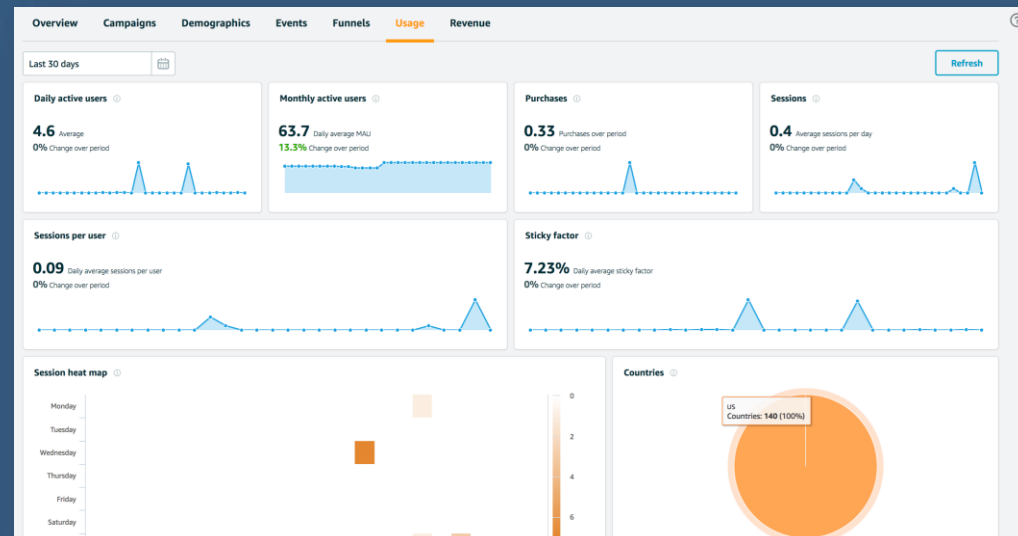 Overview Campaigns Demographics Events Funnels Usage Revenue
Last 30 days
Refresh
Daily active users
4.6 Average
0% Change over period
Monthly active users
63.7 Daily average MAU
13.3% Change over period
Purchases
0.33 Purchases over period
0% Change over period
Sessions
0.4 Average sessions per day
0% Change over period
Sessions per user
0.09 Daily average sessions per user
0% Change over period
Sticky factor
7.23% Daily average sticky factor
0% Change over period
Session heat map
Monday
Tuesday
Wednesday
Thursday
Friday
Saturday
0
2
4
6
Countries
US
Countries: 140 (100%)